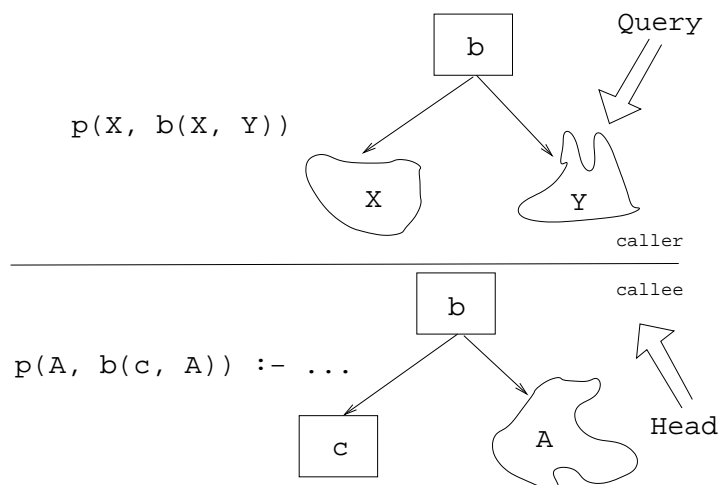 Query
b
p(X, b(X, Y))
X
Y
caller
callee
b
p(A, b(c, A)) :- ...
Head
c
A